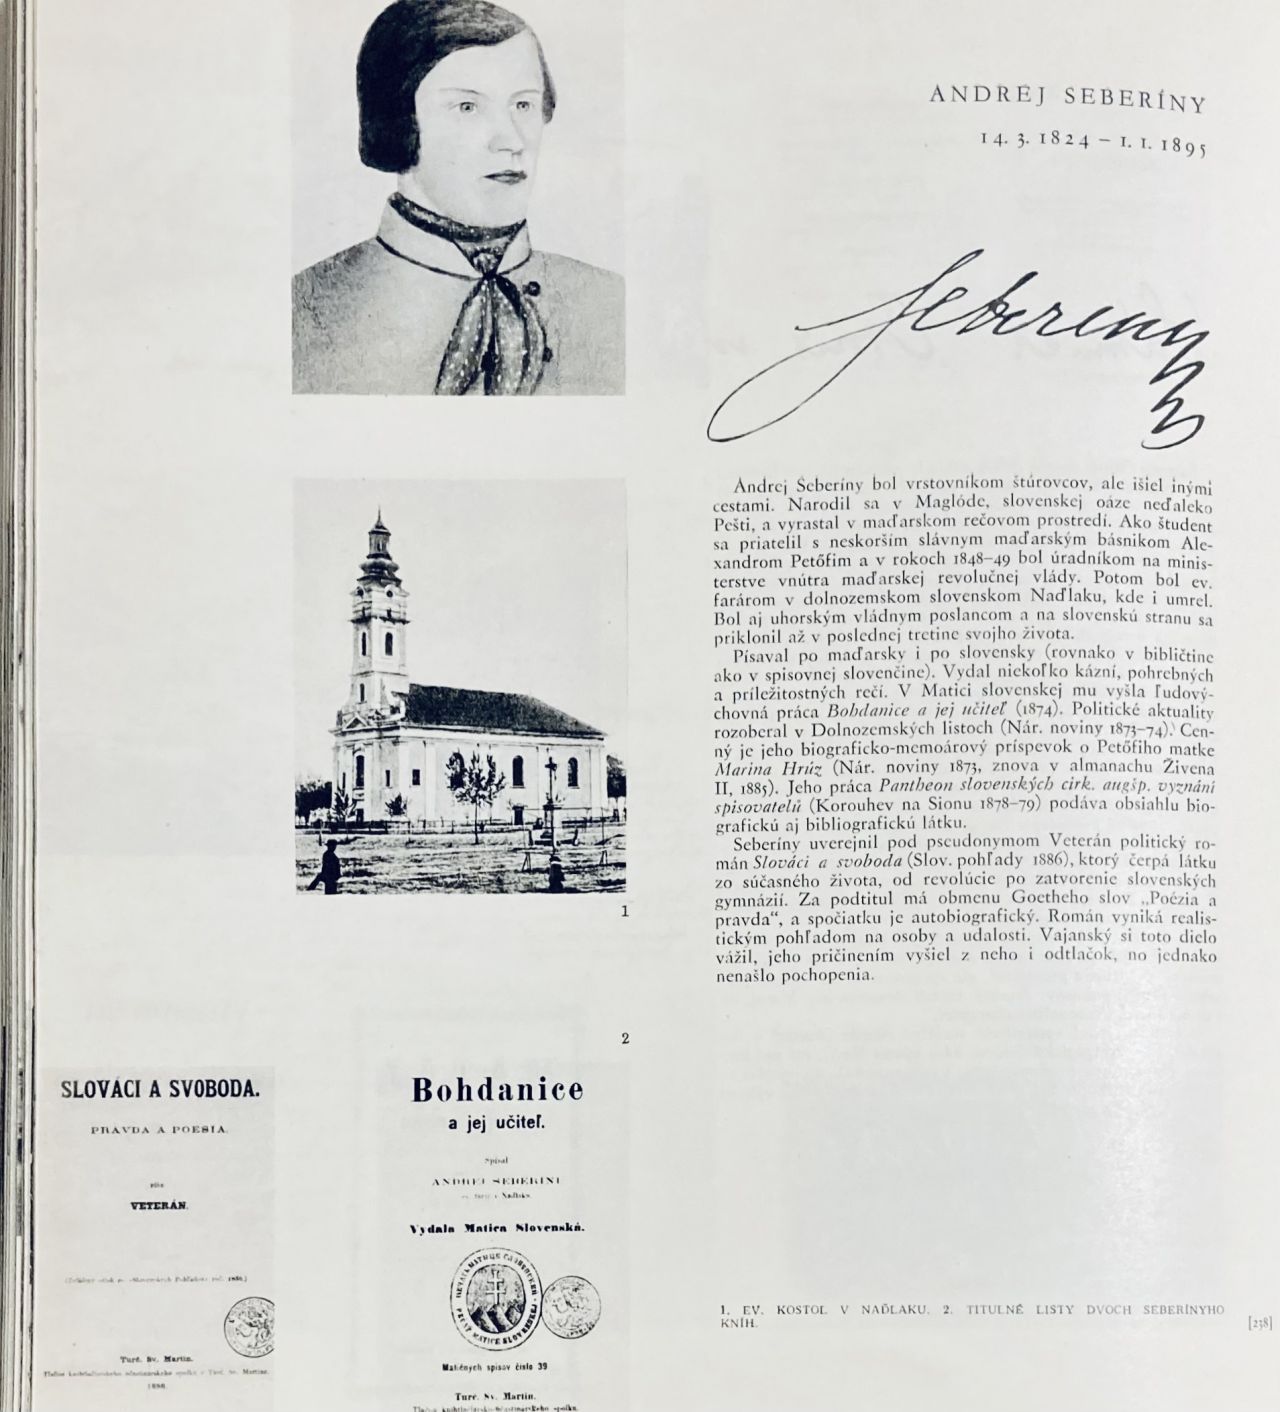 ANDREJ SEBERÍNY
14. 3. 1824 – 1. 1. 1895
Seberiny
Andrej Seberíny bol vrstovníkom štúrovcov, ale išiel inými
cestami. Narodil sa v Maglóde, slovenskej oáze neďaleko
Pešti, a vyrastal v maďarskom rečovom prostredí. Ako študent
sa priatelil s neskorším slávnym maďarským básnikom Ale-
xandrom Petőfim a v rokoch 1848–49 bol úradníkom na minis-
terstve vnútra maďarskej revolučnej vlády. Potom bol ev.
farárom v dolnozemskom slovenskom Naďlaku, kde i umrel.
Bol aj uhorským vládnym poslancom a na slovenskú stranu sa
priklonil až v poslednej tretine svojho života.
Písaval po maďarsky i po slovensky (rovnako v bibličtine
ako v spisovnej slovenčine). Vydal niekoľko kázní, pohrebných
a príležitostných rečí. V Matici slovenskej mu vyšla ľudový-
chovná práca Bohdanice a jej učiteľ (1874). Politické aktuality
rozoberal v Dolnozemských listoch (Nár. noviny 1873–74). Cen-
ný je jeho biograficko-memoárový príspevok o Petőfiho matke
Marina Hrúz (Nár. noviny 1873, znova v almanachu Živena
II, 1885). Jeho práca Pantheon slovenských cirk. augšp. vyznání
spisovatelů (Korouhev na Sionu 1878–79) podáva obsiahlu bio-
grafickú aj bibliografickú látku.
Seberíny uverejnil pod pseudonymom Veterán politický ro-
mán Slováci a svoboda (Slov. pohľady 1886), ktorý čerpá látku
zo súčasného života, od revolúcie po zatvorenie slovenských
gymnázií. Za podtitul má obmenu Goetheho slov „Poézia a
pravda“, a spočiatku je autobiografický. Román vyniká realis-
tickým pohľadom na osoby a udalosti. Vajanský si toto dielo
vážil, jeho pričinením vyšiel z neho i odtlačok, no jednako
nenašlo pochopenia.
1
2
SLOVÁCI A SVOBODA.
PRAVDA A POESIA.
píše
VETERÁN.
Turč. Sv. Martin.
1886
Bohdanice
a jej učiteľ.
Spísal
ANDREJ SEBERINI
Vydala Matica Slovenská.
Matičných spisov číslo 39
Turč. Sv. Martin.
1. EV. KOSTOL V NAĎLAKU. 2. TITULNÉ LISTY DVOCH SEBERÍNYHO
KNÍH.
[238]